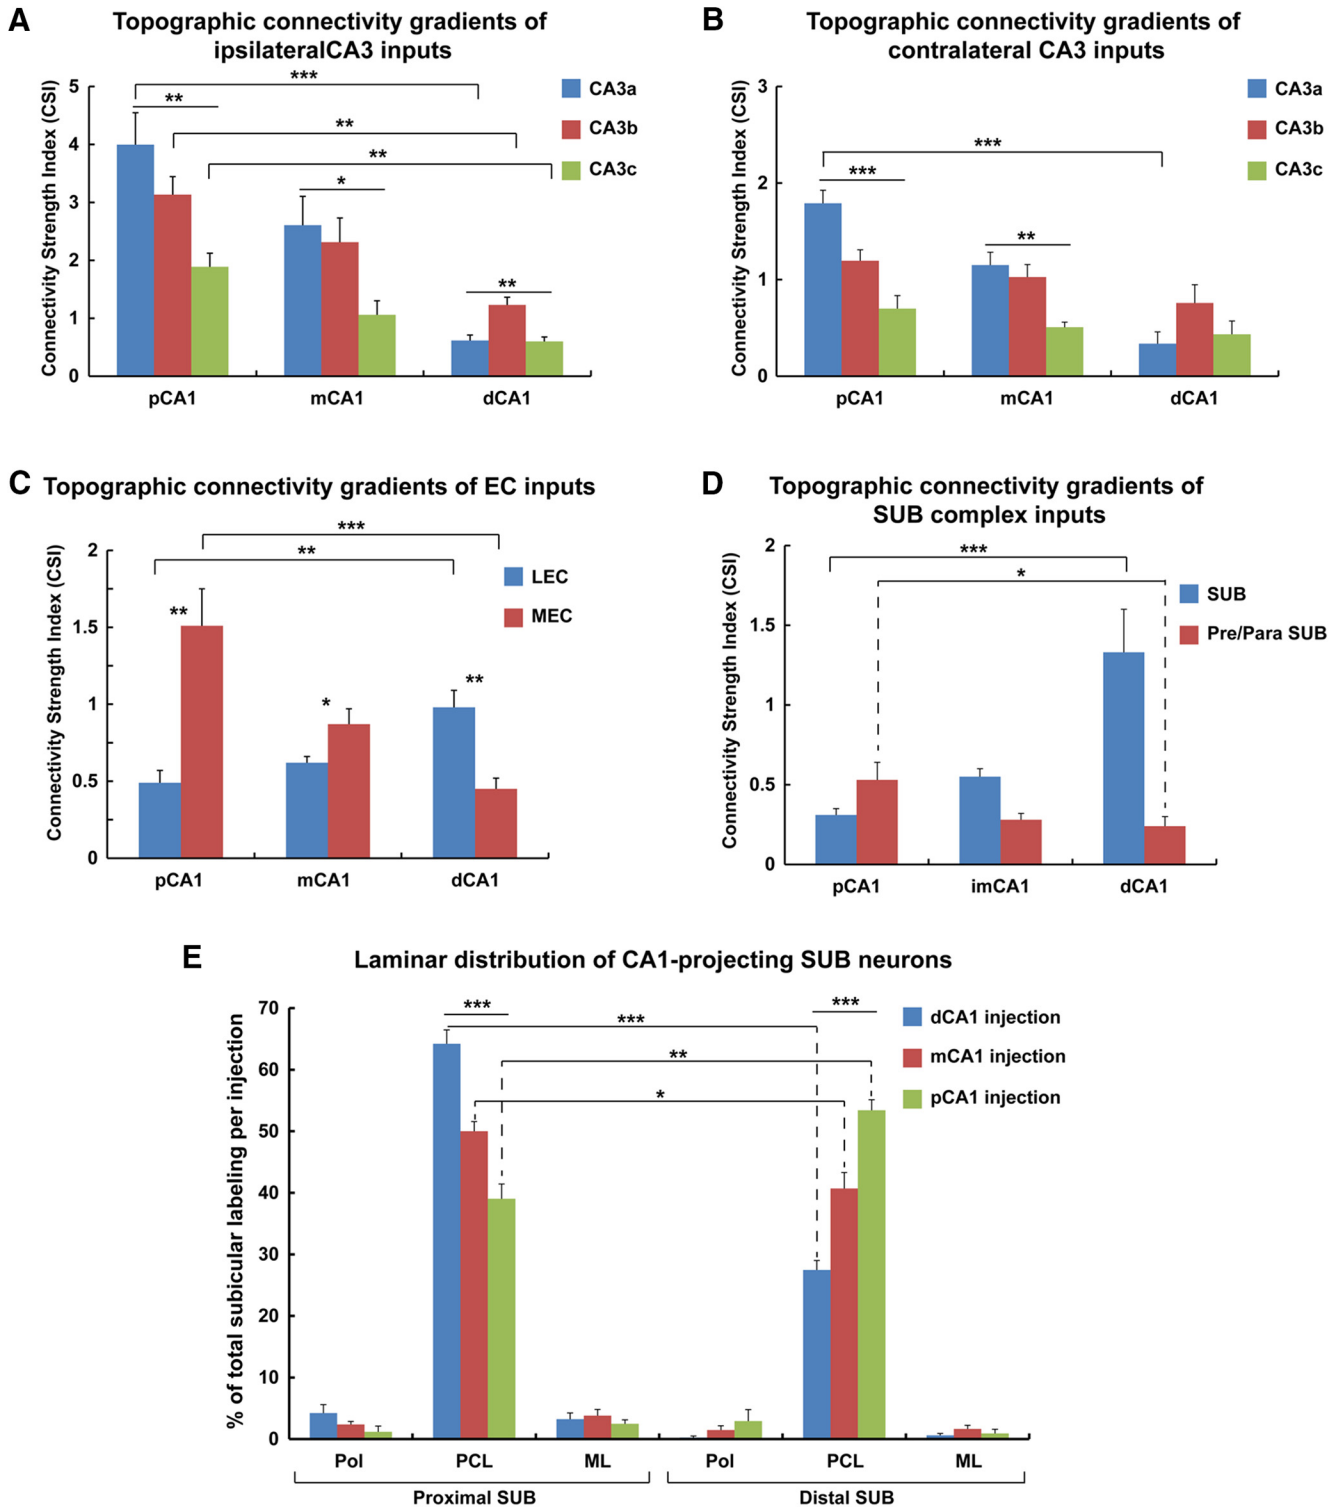 A
Topographic connectivity gradients of
ipsilateralCA3 inputs
Connectivity Strength Index (CSI)
5
4
3
2
1
0
***
**
**
**
*
**
CA3a
CA3b
CA3c
pCA1 mCA1 dCA1
B
Topographic connectivity gradients of
contralateral CA3 inputs
Connectivity Strength Index (CSI)
3
2
1
0
***
***
**
CA3a
CA3b
CA3c
pCA1 mCA1 dCA1
C
Topographic connectivity gradients of EC inputs
Connectivity Strength Index (CSI)
2
1.5
1
0.5
0
***
**
**
*
**
LEC
MEC
pCA1 mCA1 dCA1
D
Topographic connectivity gradients of
SUB complex inputs
Connectivity Strength Index (CSI)
2
1.5
1
0.5
0
***
*
SUB
Pre/Para SUB
pCA1 imCA1 dCA1
E
Laminar distribution of CA1-projecting SUB neurons
% of total subicular labeling per injection
70
60
50
40
30
20
10
0
***
***
***
**
*
dCA1 injection
mCA1 injection
pCA1 injection
Pol PCL ML Pol PCL ML
Proximal SUB Distal SUB